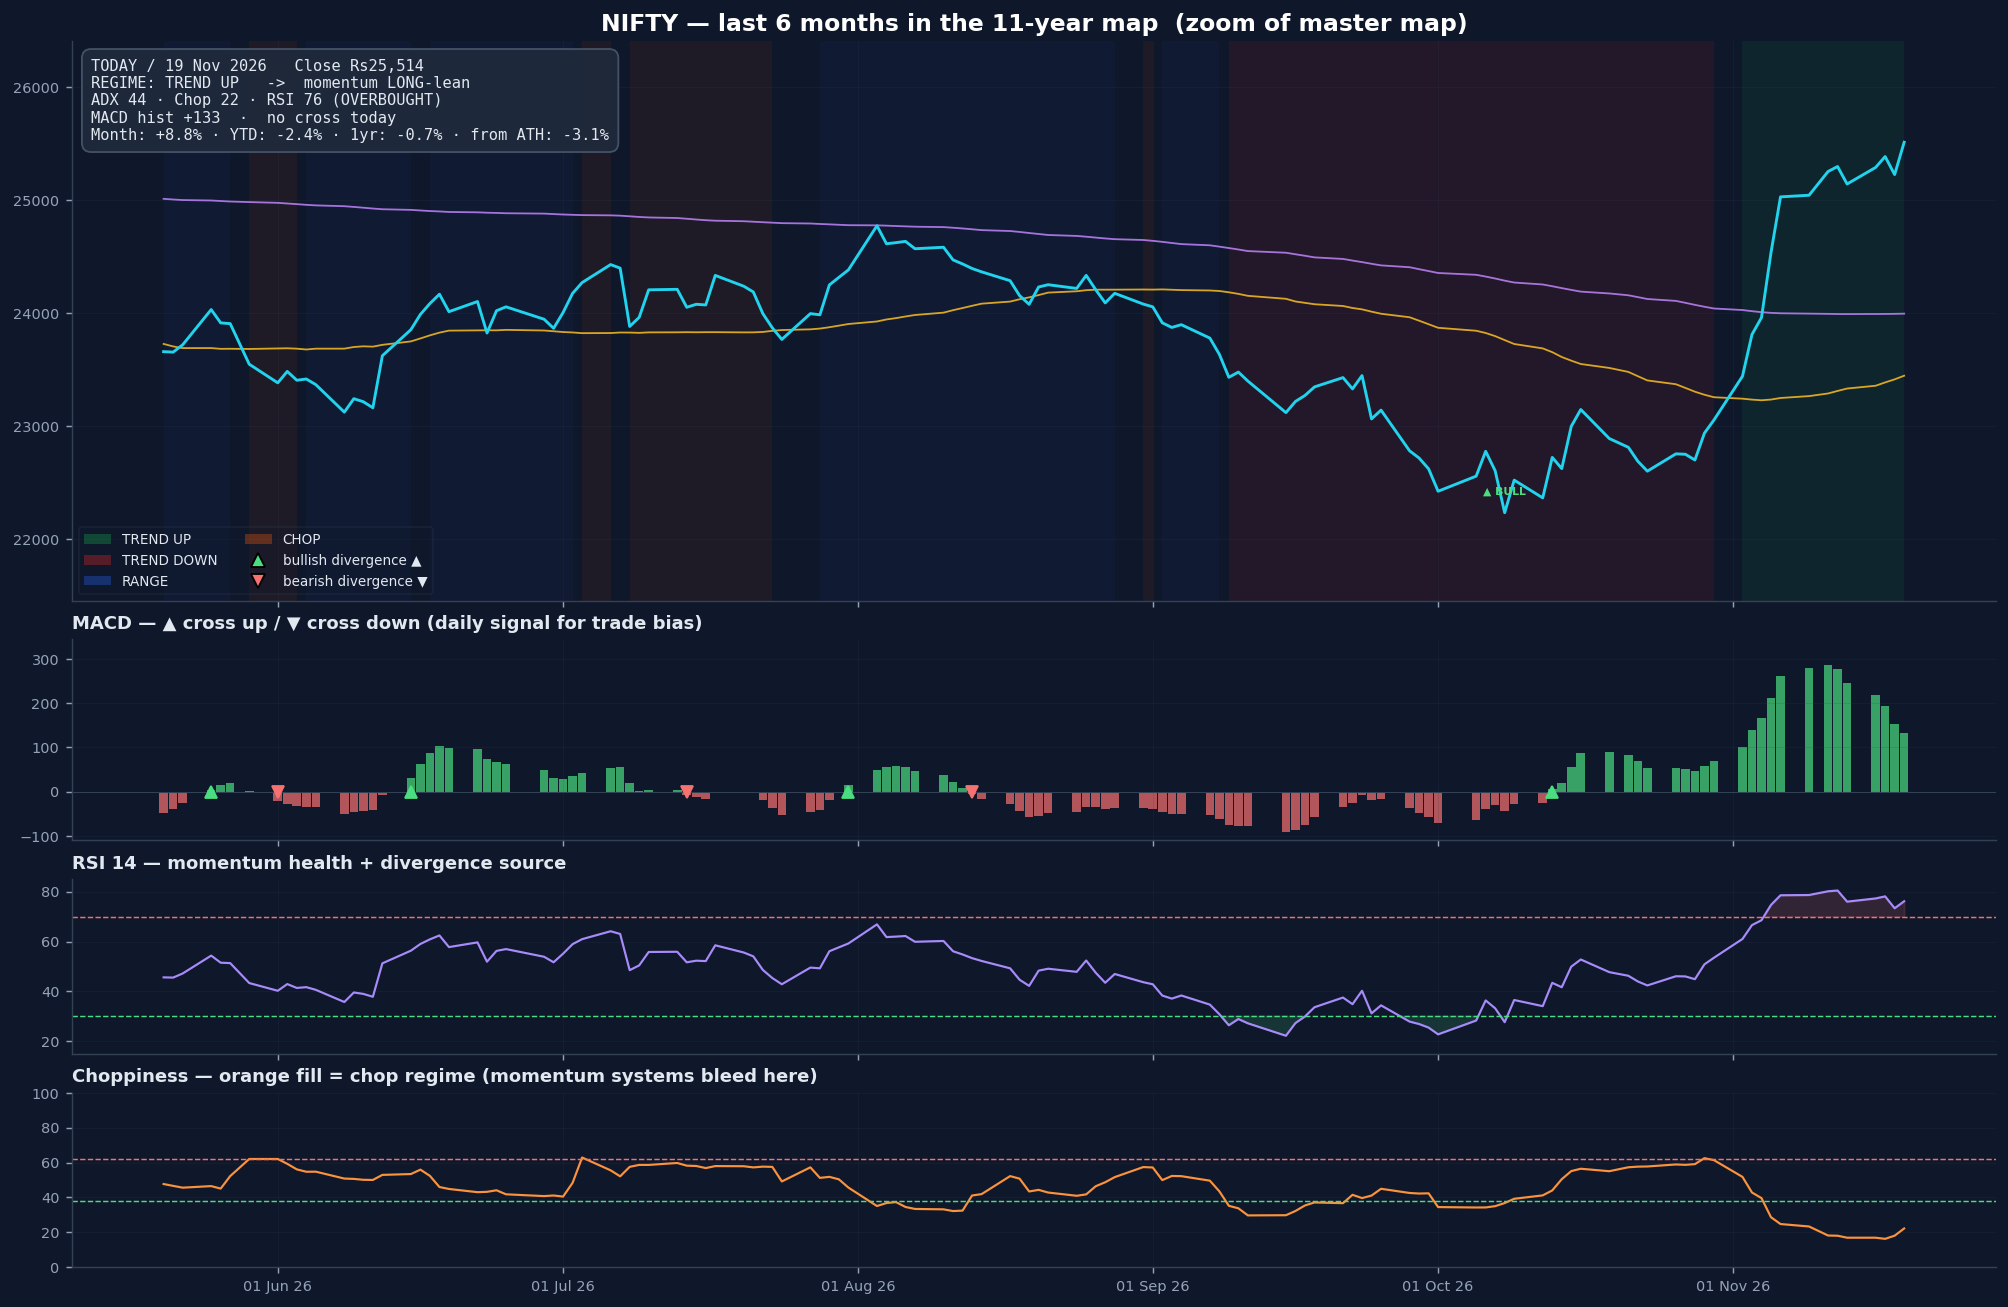 NIFTY — last 6 months in the 11-year map  (zoom of master map)
TODAY / 19 Nov 2026   Close Rs25,514
REGIME: TREND UP   ->  momentum LONG-lean
ADX 44 · Chop 22 · RSI 76 (OVERBOUGHT)
MACD hist +133  ·  no cross today
Month: +8.8% · YTD: -2.4% · 1yr: -0.7% · from ATH: -3.1%
26000
25000
24000
23000
22000
▲ BULL
TREND UP
TREND DOWN
RANGE
CHOP
bullish divergence ▲
bearish divergence ▼
MACD — ▲ cross up / ▼ cross down (daily signal for trade bias)
300
200
100
0
−100
RSI 14 — momentum health + divergence source
80
60
40
20
Choppiness — orange fill = chop regime (momentum systems bleed here)
100
80
60
40
20
0
01 Jun 26
01 Jul 26
01 Aug 26
01 Sep 26
01 Oct 26
01 Nov 26